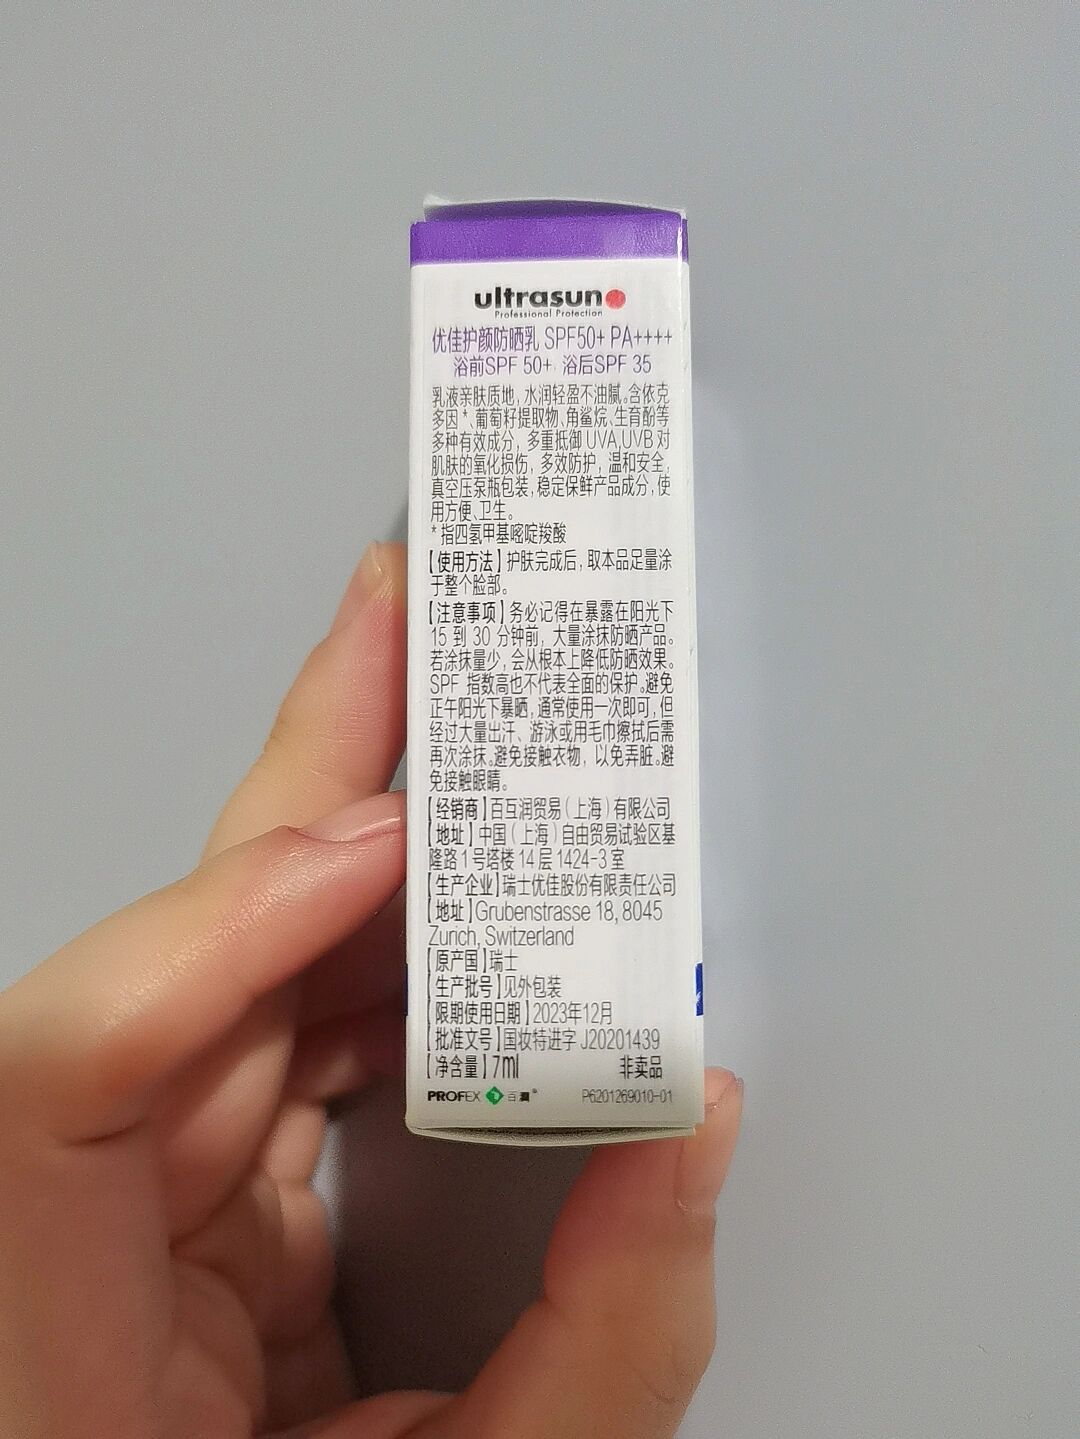 ultrasun
Professional Protection
优佳护颜防晒乳 SPF50+ PA++++
浴前SPF 50+ 浴后SPF 35
乳液亲肤质地，水润轻盈不油腻。含依克
多因*、葡萄籽提取物、角鲨烷、生育酚等
多种有效成分，多重抵御UVA,UVB对
肌肤的氧化损伤，多效防护，温和安全，
真空压泵瓶包装，稳定保鲜产品成分，使
用方便、卫生。
*指四氢甲基嘧啶羧酸
【使用方法】护肤完成后，取本品足量涂
于整个脸部。
【注意事项】务必记得在暴露在阳光下
15 到 30 分钟前，大量涂抹防晒产品。
若涂抹量少，会从根本上降低防晒效果。
SPF 指数高也不代表全面的保护。避免
正午阳光下暴晒，通常使用一次即可，但
经过大量出汗、游泳或用毛巾擦拭后需
再次涂抹。避免接触衣物，以免弄脏。避
免接触眼睛。
【经销商】百互润贸易（上海）有限公司
【地址】中国（上海）自由贸易试验区基
隆路1号塔楼14层1424-3室
【生产企业】瑞士优佳股份有限责任公司
【地址】Grubenstrasse 18, 8045
Zurich, Switzerland
【原产国】瑞士
【生产批号】见外包装
【限期使用日期】2023年12月
【批准文号】国妆特进字 J20201439
【净含量】7ml 非卖品
PROFEX 百润® P6201269010-01